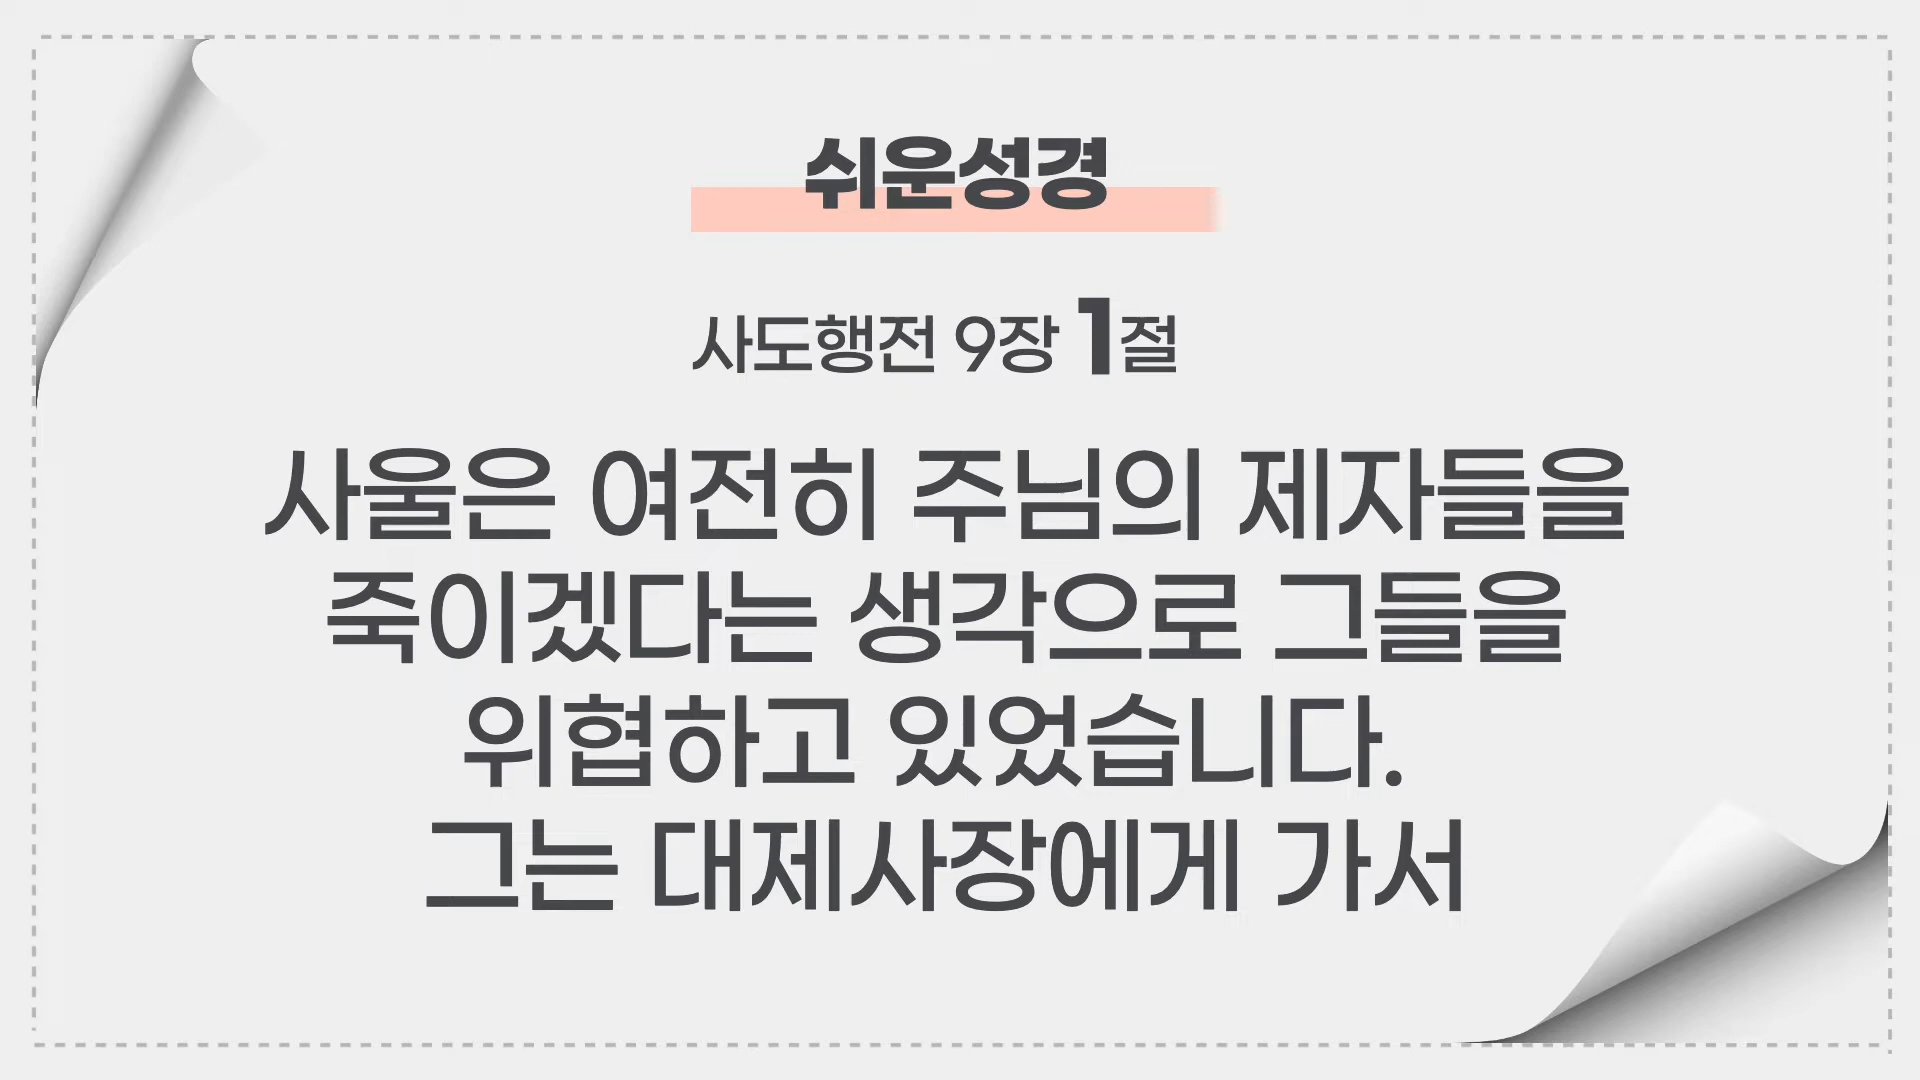 쉬운성경
사도행전 9장 1절
사울은 여전히 주님의 제자들을
죽이겠다는 생각으로 그들을
위협하고 있었습니다.
그는 대제사장에게 가서